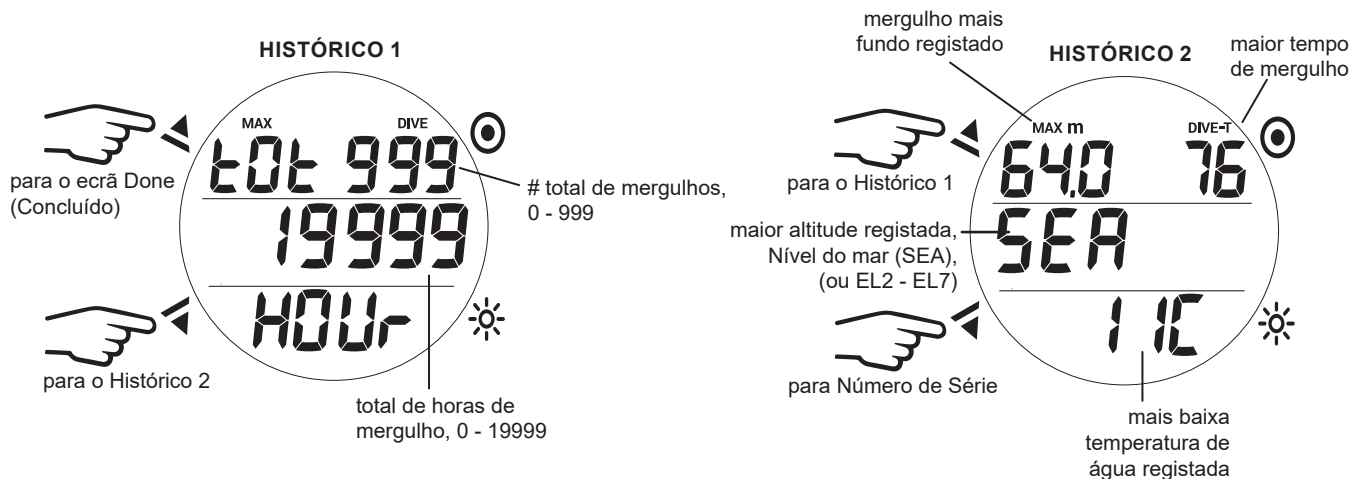 HISTÓRICO 1
MAX DIVE
tOt 999
19999
HOUr
para o ecrã Done
(Concluído)
para o Histórico 2
# total de mergulhos,
0 - 999
total de horas de
mergulho, 0 - 19999
mergulho mais
fundo registado
HISTÓRICO 2
maior tempo
de mergulho
MAX m DIVE-T
64.0 76
SEA
11C
para o Histórico 1
maior altitude registada,
Nível do mar (SEA),
(ou EL2 - EL7)
para Número de Série
mais baixa
temperatura de
água registada